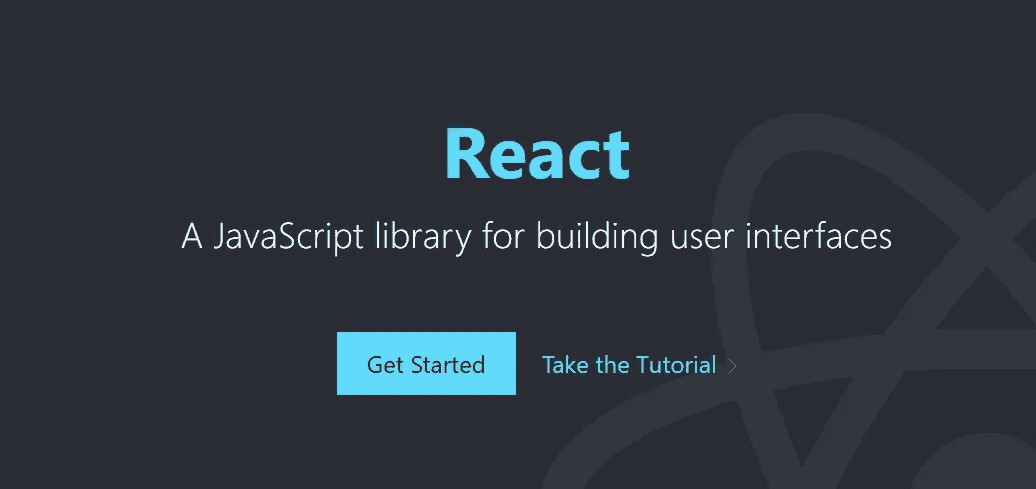 React
A JavaScript library for building user interfaces
Get Started
Take the Tutorial >